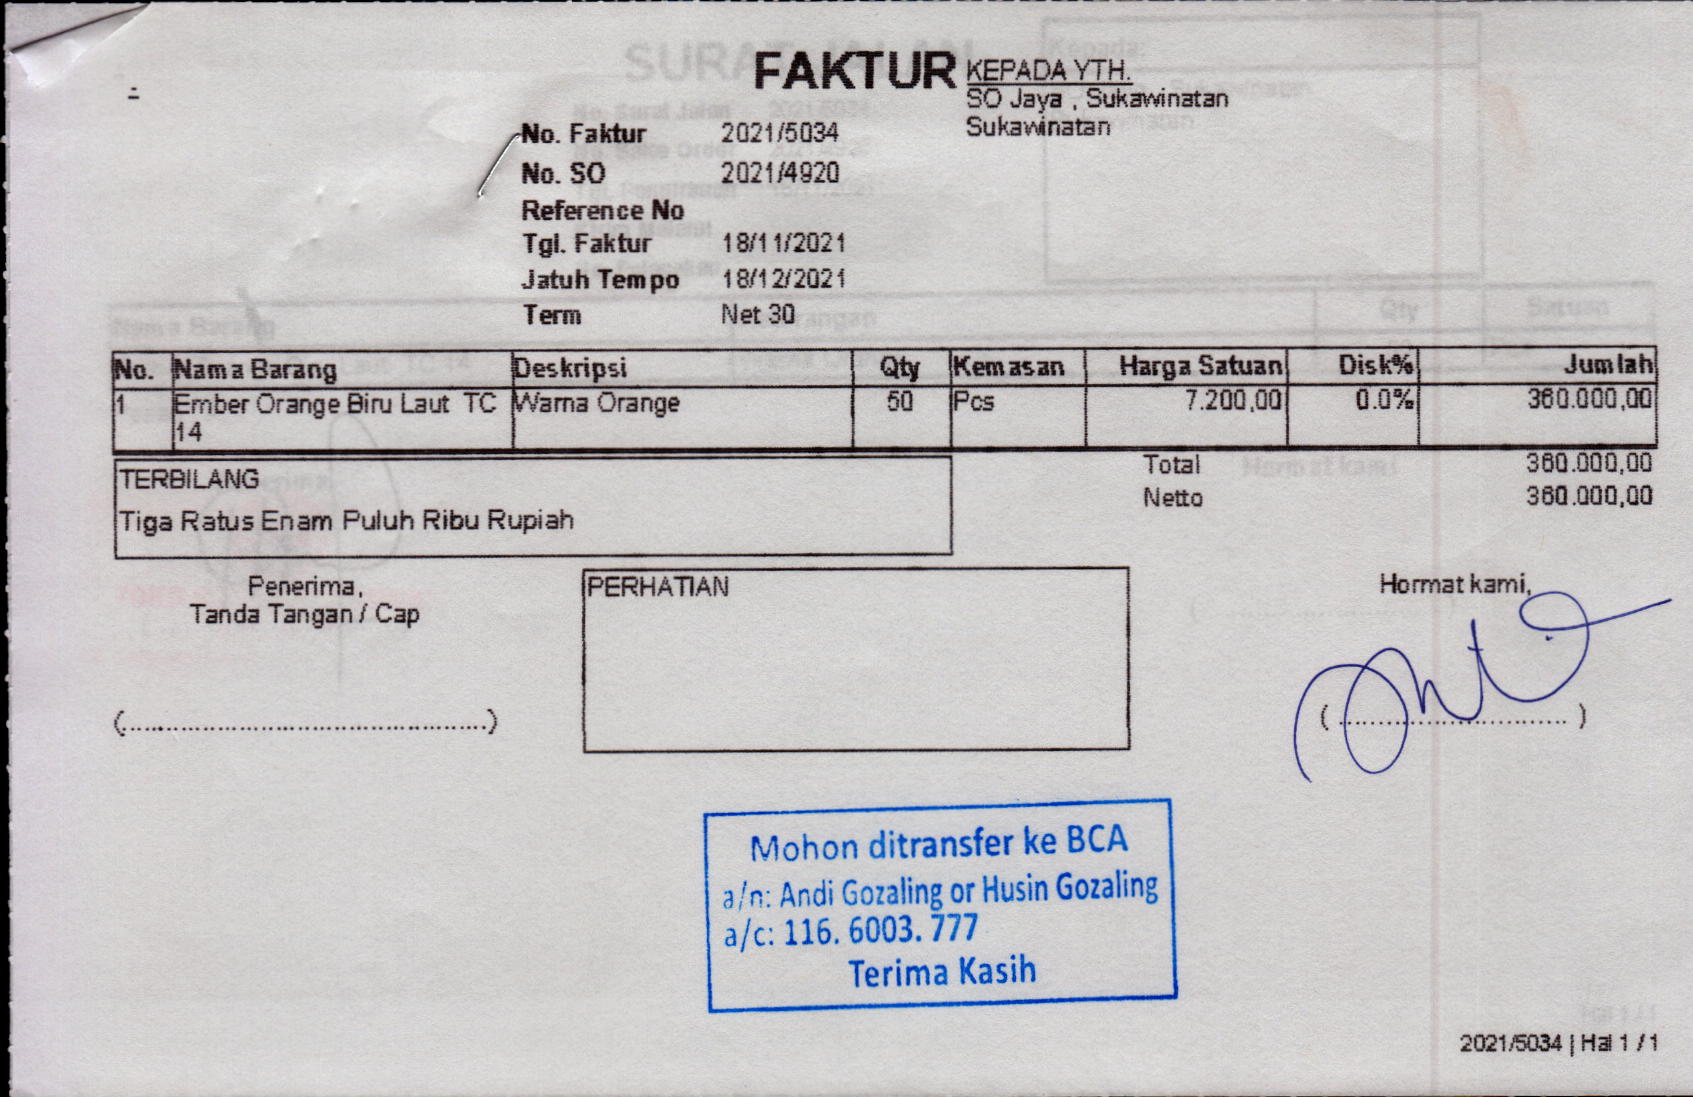 FAKTUR
KEPADA YTH.
SO Jaya , Sukawinatan
Sukawinatan
No. Faktur 2021/5034
No. SO 2021/4920
Reference No
Tgl. Faktur 18/11/2021
Jatuh Tempo 18/12/2021
Term Net 30
No. Nama Barang Deskripsi Qty Kemasan Harga Satuan Disk% Jumlah
1 Ember Orange Biru Laut TC Warna Orange 50 Pcs 7.200,00 0.0% 360.000,00
14
TERBILANG
Tiga Ratus Enam Puluh Ribu Rupiah
Total 360.000,00
Netto 360.000,00
Penerima,
Tanda Tangan / Cap
(................................................)
PERHATIAN
Hormat kami,
( .............................. )
Mohon ditransfer ke BCA
a/n: Andi Gozaling or Husin Gozaling
a/c: 116. 6003. 777
Terima Kasih
2021/5034 | Hal 1 / 1